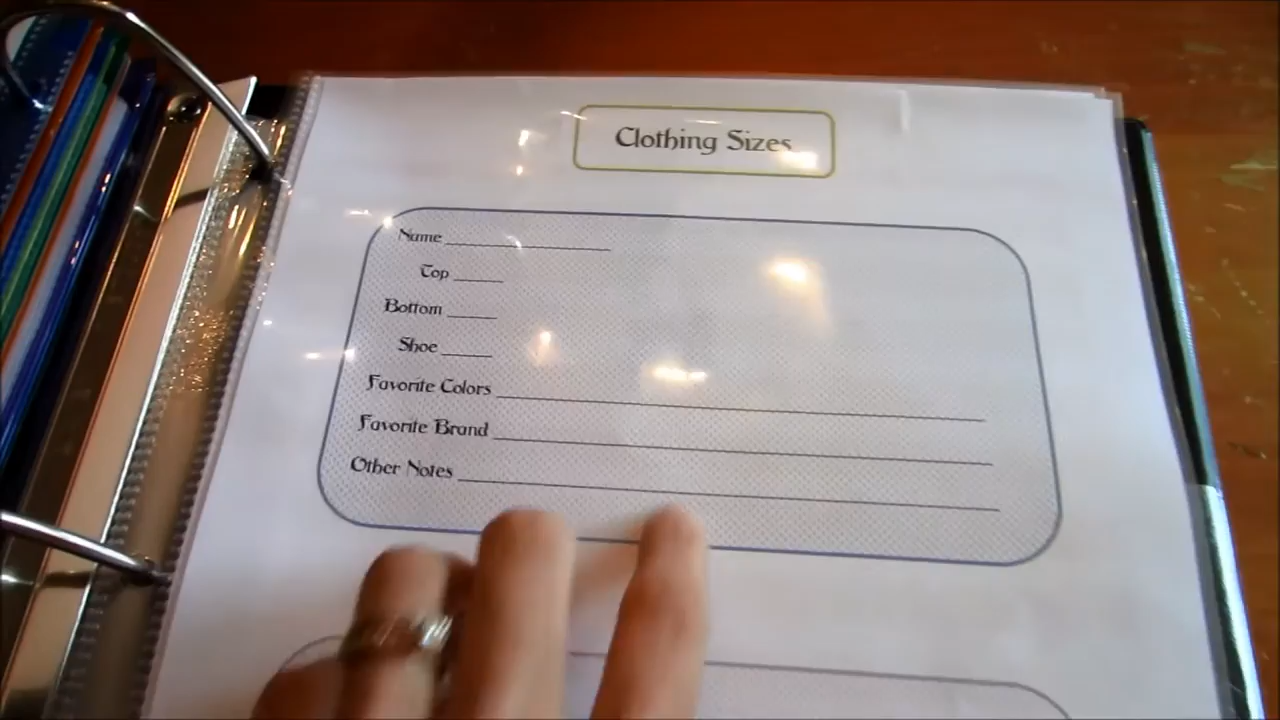 Clothing Sizes
Name
Top
Bottom
Shoe
Favorite Colors
Favorite Brand
Other Notes